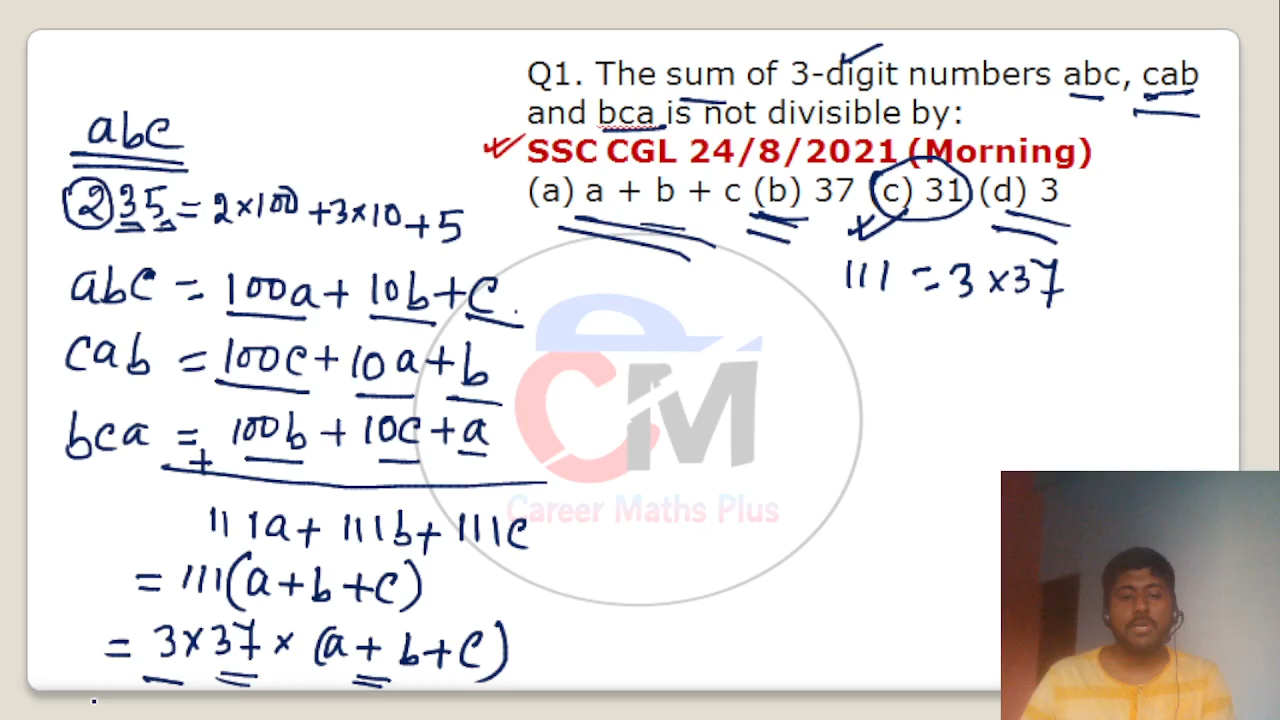 Q1. The sum of 3-digit numbers abc, cab
and bca is not divisible by:
SSC CGL 24/8/2021 (Morning)
(a) a + b + c (b) 37 (c) 31 (d) 3
111 = 3 × 37
abc
235 = 2×100 + 3×10 + 5
abc = 100a + 10b + c
cab = 100c + 10a + b
bca = 100b + 10c + a
+
111a + 111b + 111c
= 111(a + b + c)
= 3 × 37 × (a + b + c)
eCM
Career Maths Plus